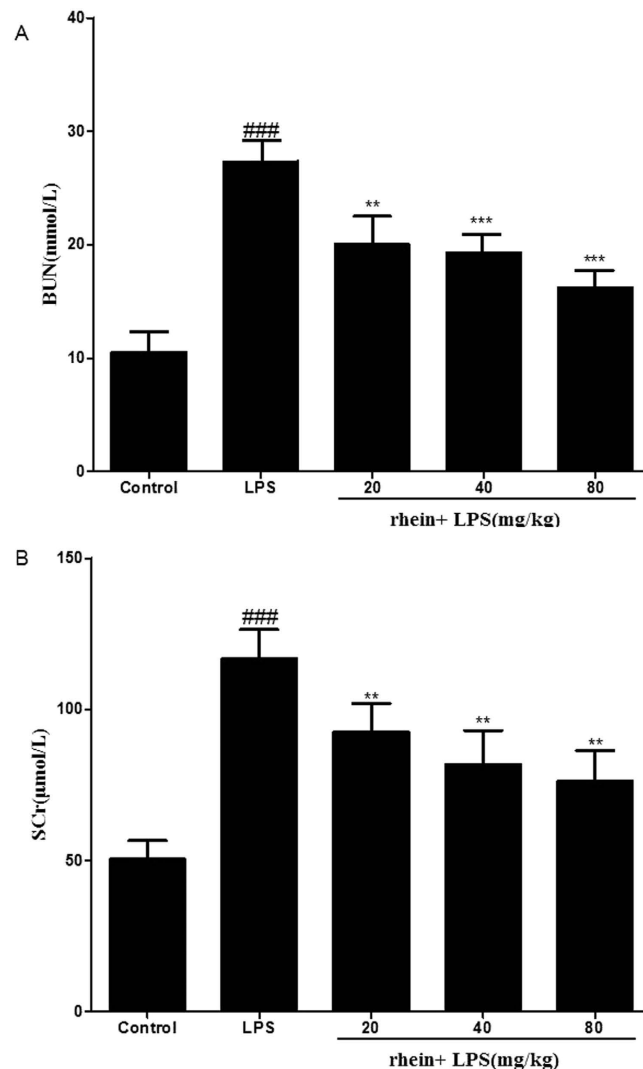 A
40
30
20
10
0
BUN(mmol/L)
###
**
***
***
Control LPS 20 40 80
rhein+ LPS(mg/kg)
B
150
100
50
0
SCr(μmol/L)
###
**
**
**
Control LPS 20 40 80
rhein+ LPS(mg/kg)